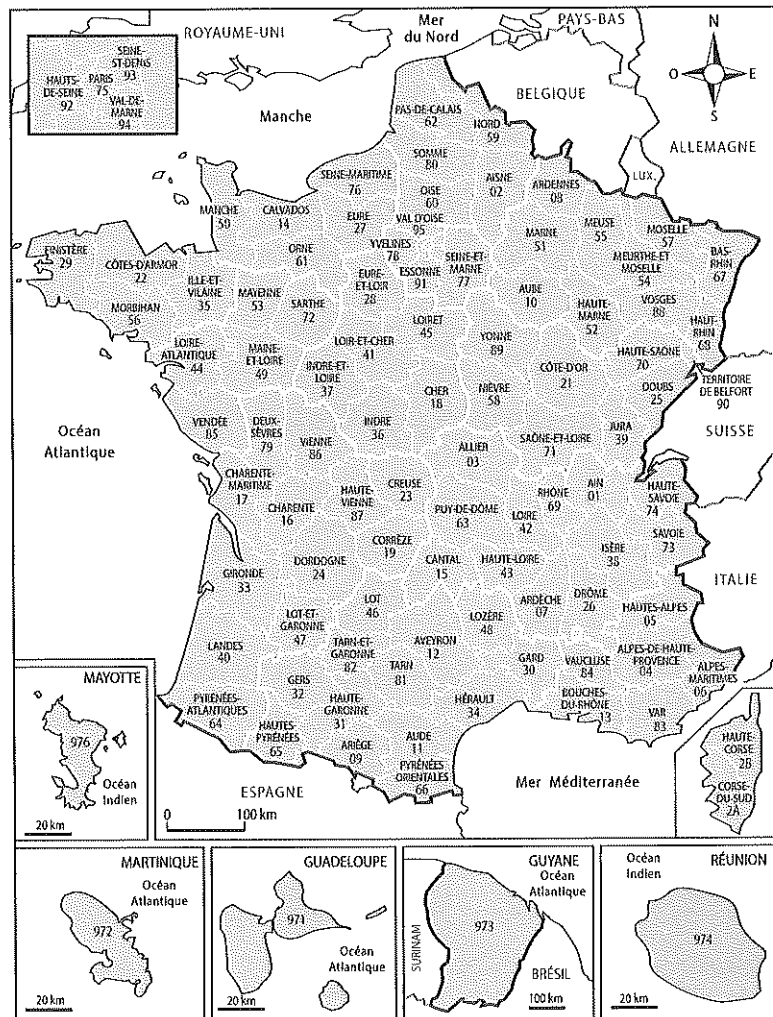 ROYAUME-UNI
Mer
du Nord
PAYS-BAS
N
O
E
S
SEINE-
ST-DENIS
93
HAUTS-
DE-SEINE
92
PARIS
75
VAL-DE-
MARNE
94
Manche
BELGIQUE
ALLEMAGNE
LUX.
PAS-DE-CALAIS
62
NORD
59
SOMME
80
SEINE-MARITIME
76
AISNE
02
ARDENNES
08
OISE
60
MANCHE
50
CALVADOS
14
EURE
27
VAL D'OISE
95
MARNE
51
MEUSE
55
MOSELLE
57
FINISTÈRE
29
CÔTES-D'ARMOR
22
ORNE
61
YVELINES
78
ESSONNE
91
SEINE-ET-
MARNE
77
MEURTHE ET
MOSELLE
54
BAS-
RHIN
67
ILLE-ET
VILAINE
35
MAYENNE
53
EURE-
ET-LOIR
28
AUBE
10
HAUTE-
MARNE
52
VOSGES
88
MORBIHAN
56
SARTHE
72
LOIRET
45
HAUT-
RHIN
68
LOIRE-
ATLANTIQUE
44
MAINE-
ET-LOIRE
49
LOIR-ET-CHER
41
YONNE
89
HAUTE-SAÔNE
70
INDRE-ET-
LOIRE
37
CÔTE-D'OR
21
DOUBS
25
TERRITOIRE
DE BELFORT
90
CHER
18
NIÈVRE
58
SUISSE
Océan
Atlantique
VENDÉE
85
DEUX-
SÈVRES
79
VIENNE
86
INDRE
36
ALLIER
03
SAÔNE-ET-LOIRE
71
JURA
39
CHARENTE-
MARITIME
17
CHARENTE
16
HAUTE-
VIENNE
87
CREUSE
23
PUY-DE-DÔME
63
LOIRE
42
RHÔNE
69
AIN
01
HAUTE-
SAVOIE
74
SAVOIE
73
CORRÈZE
19
ISÈRE
38
ITALIE
GIRONDE
33
DORDOGNE
24
CANTAL
15
HAUTE-LOIRE
43
ARDÈCHE
07
DRÔME
26
HAUTES-ALPES
05
LOT
46
LOT-ET-
GARONNE
47
LOZÈRE
48
LANDES
40
TARN-ET-
GARONNE
82
AVEYRON
12
GARD
30
VAUCLUSE
84
ALPES-DE-HAUTE-
PROVENCE
04
ALPES-
MARITIMES
06
GERS
32
TARN
81
PYRÉNÉES-
ATLANTIQUES
64
HAUTES
PYRÉNÉES
65
HAUTE-
GARONNE
31
HÉRAULT
34
BOUCHES-
DU-RHÔNE
13
VAR
83
ARIÈGE
09
AUDE
11
PYRÉNÉES
ORIENTALES
66
ESPAGNE
Mer Méditerranée
0
100 km
HAUTE-
CORSE
2B
CORSE-
DU-SUD
2A
MAYOTTE
976
Océan
Indien
20 km
MARTINIQUE
Océan
Atlantique
972
20 km
GUADELOUPE
971
Océan
Atlantique
20 km
GUYANE
Océan
Atlantique
973
SURINAM
BRÉSIL
100 km
Océan
Indien
RÉUNION
974
20 km